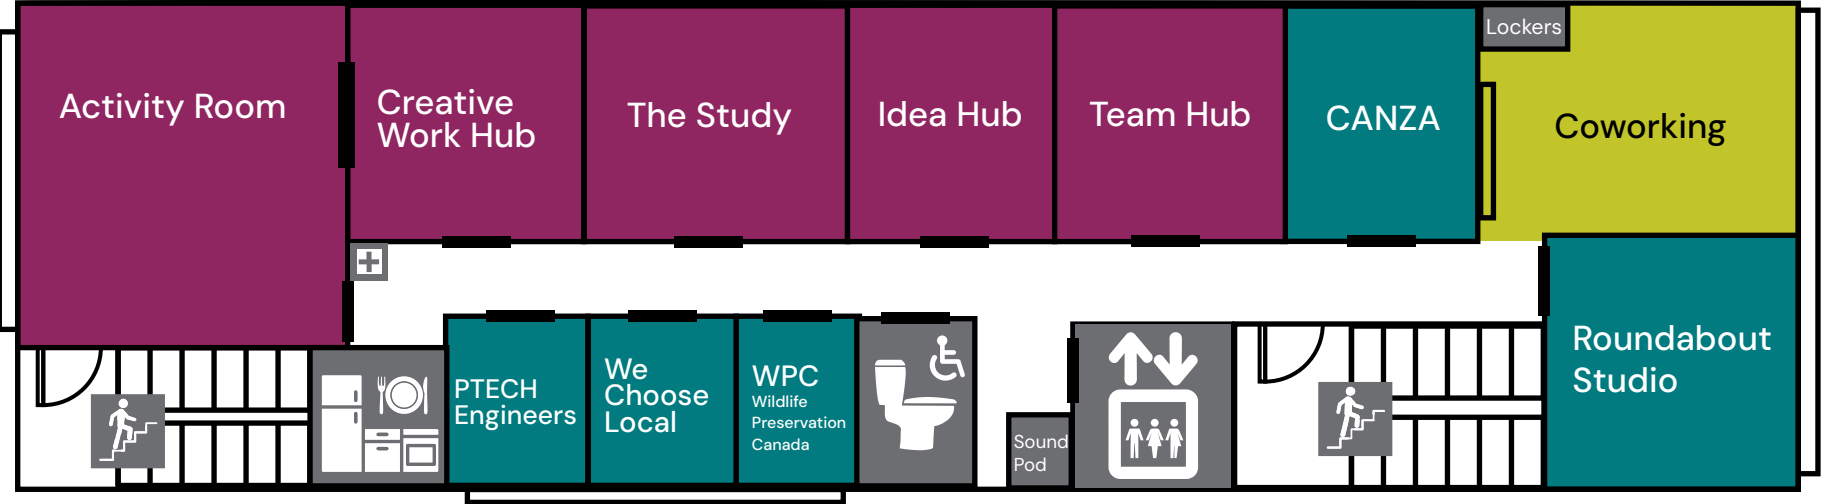 Activity Room
Creative
Work Hub
The Study
Idea Hub
Team Hub
CANZA
Lockers
Coworking
PTECH
Engineers
We
Choose
Local
WPC
Wildlife
Preservation
Canada
Sound
Pod
Roundabout
Studio